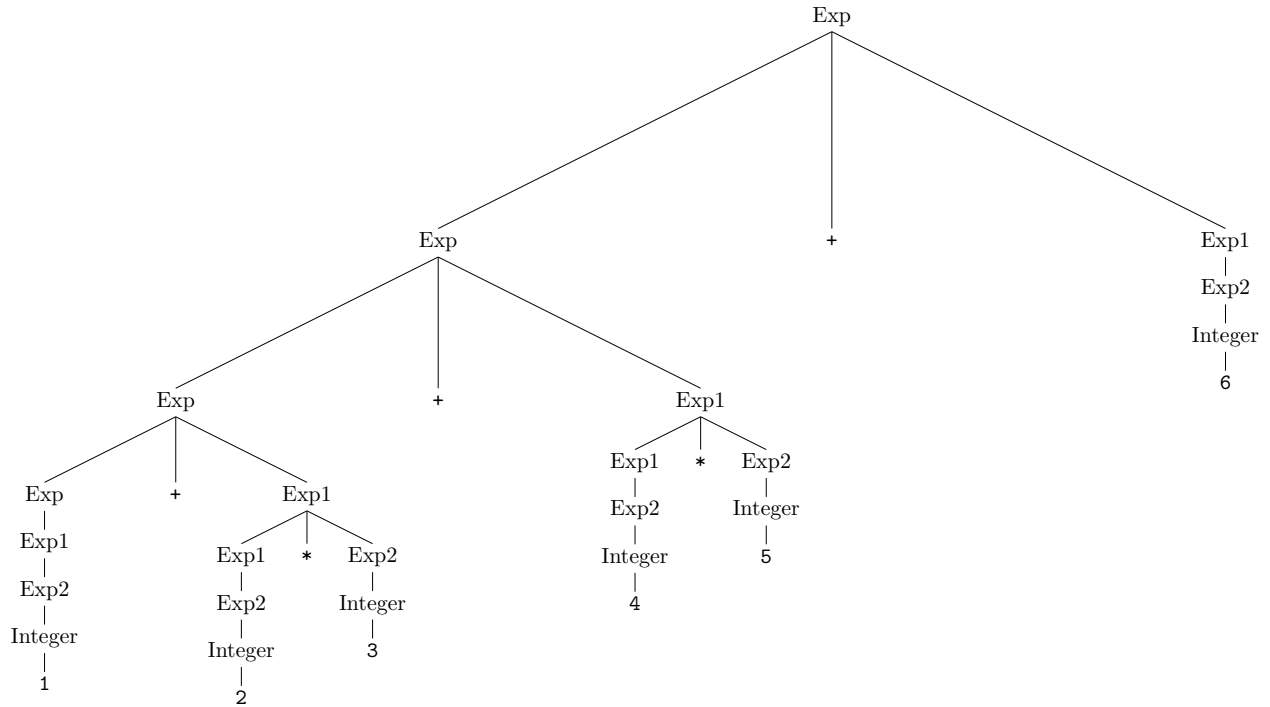 Exp
Exp + Exp1
Exp2
Integer
6
Exp + Exp1
Exp1 * Exp2
Exp + Exp1
Exp2 Integer
Exp1
Exp1 * Exp2
Integer 5
Exp2
Exp2 Integer
4
Integer
Integer 3
1
2